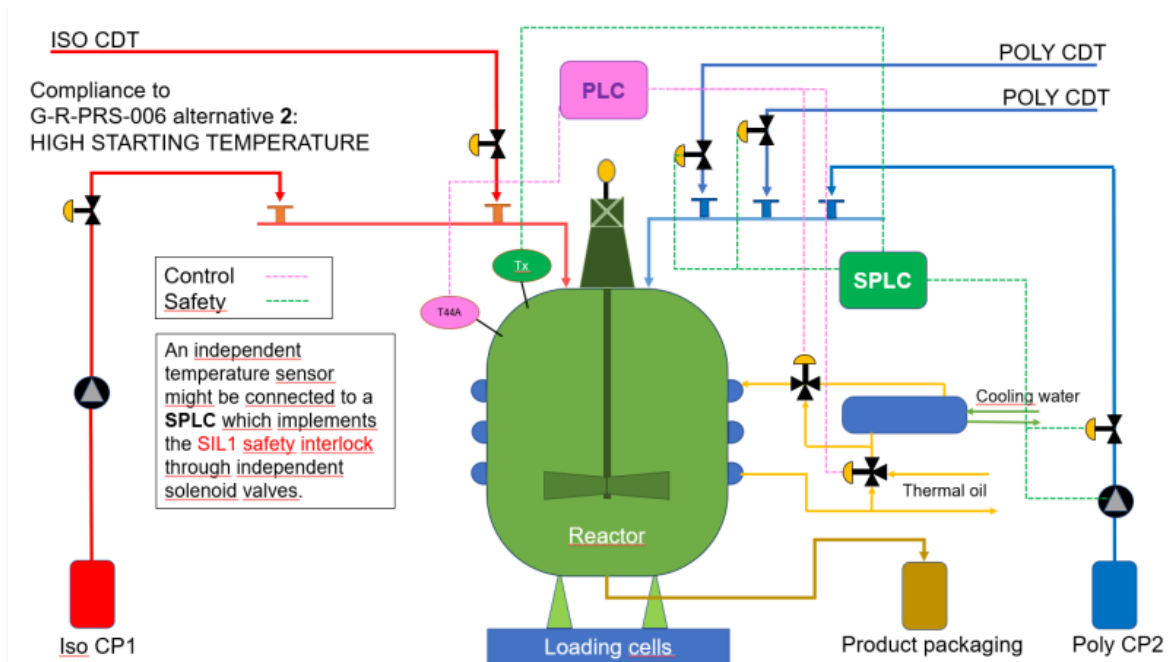 ISO CDT
Compliance to
G-R-PRS-006 alternative 2:
HIGH STARTING TEMPERATURE
PLC
POLY CDT
POLY CDT
Control
Safety
Tx
T44A
SPLC
An independent
temperature sensor
might be connected to a
SPLC which implements
the SIL1 safety interlock
through independent
solenoid valves.
Cooling water
Thermal oil
Reactor
Iso CP1
Loading cells
Product packaging
Poly CP2